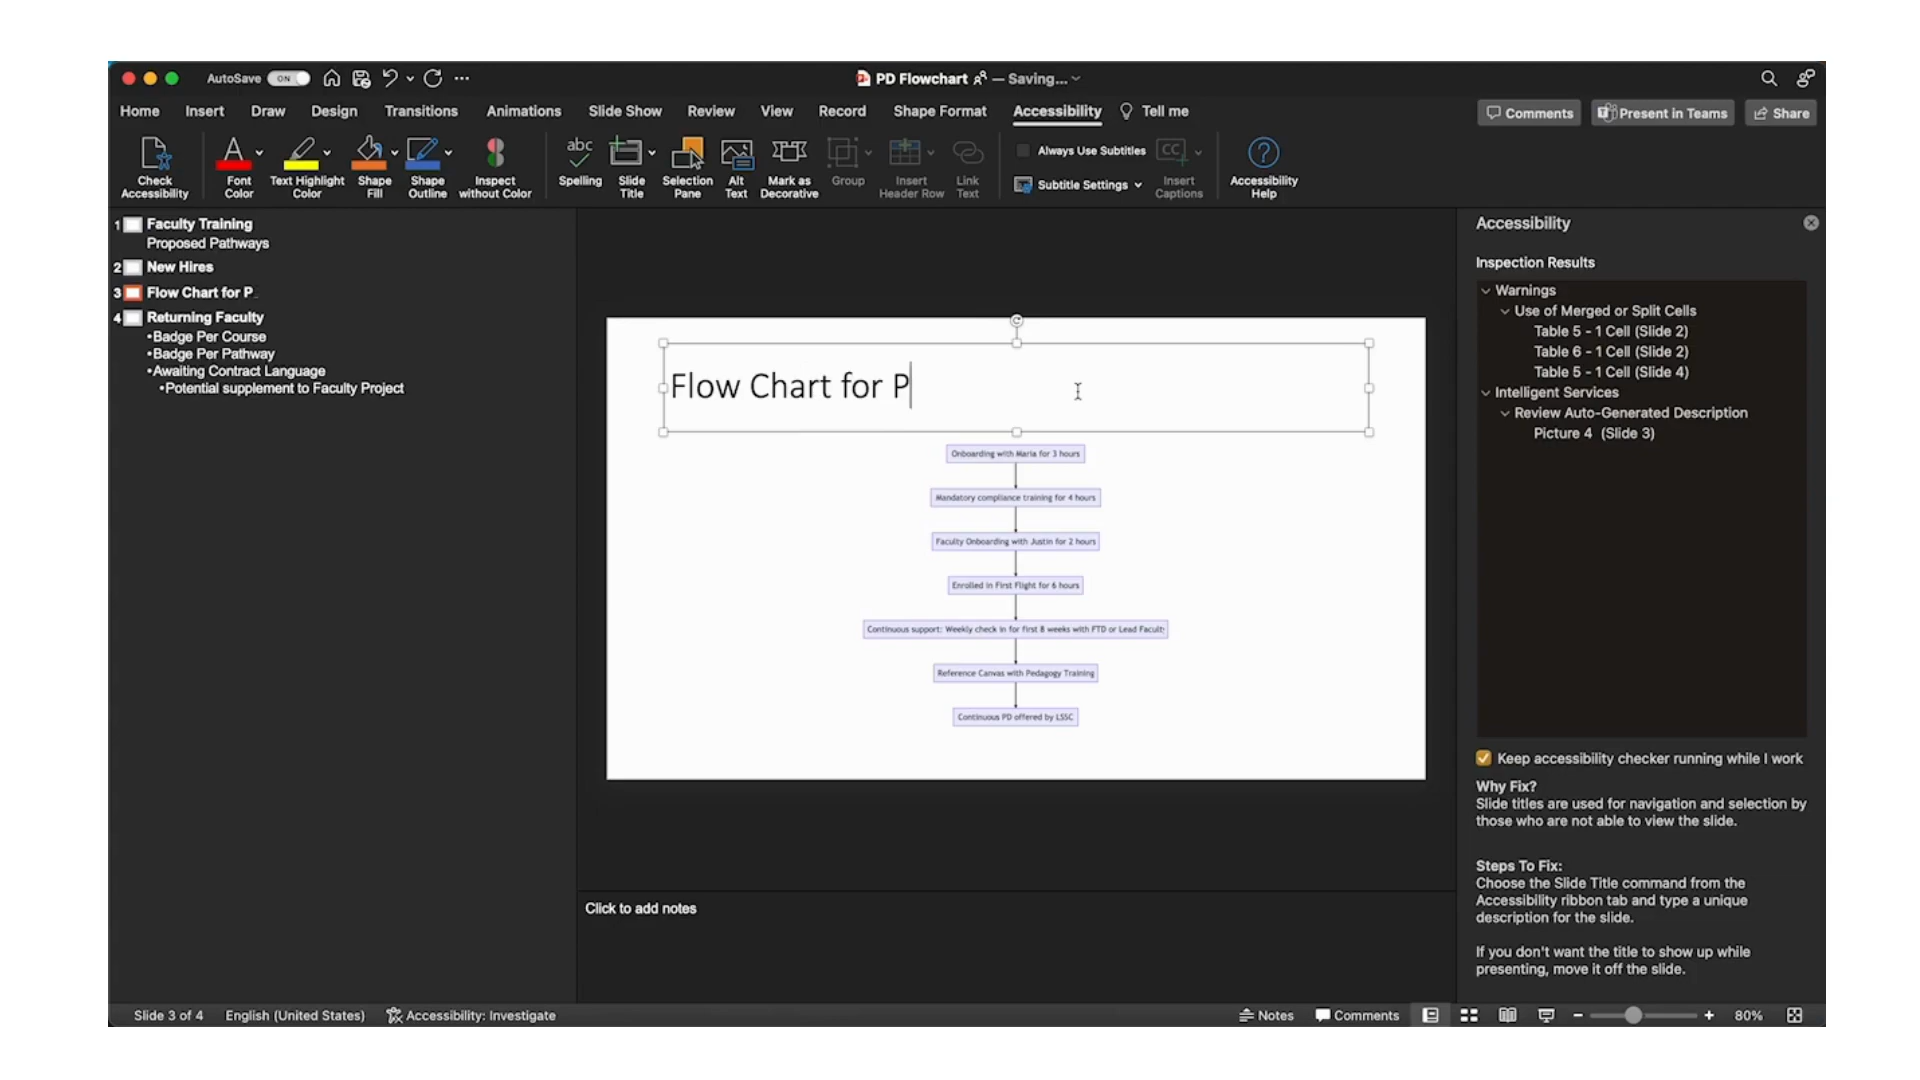 AutoSave ON
PD Flowchart — Saving...
Home Insert Draw Design Transitions Animations Slide Show Review View Record Shape Format Accessibility Tell me
Comments Present in Teams Share
Check Accessibility
Font Color
Text Highlight Color
Shape Fill
Shape Outline
Inspect without Color
abc
Spelling
Slide Title
Selection Pane
Alt Text
Mark as Decorative
Group
Insert Header Row
Link Text
Always Use Subtitles
Subtitle Settings
CC
Insert Captions
?
Accessibility Help
1 Faculty Training
Proposed Pathways
2 New Hires
3 Flow Chart for P
4 Returning Faculty
•Badge Per Course
•Badge Per Pathway
•Awaiting Contract Language
•Potential supplement to Faculty Project
Flow Chart for P
Onboarding with Maria for 3 hours
Mandatory compliance training for 4 hours
Faculty Onboarding with Justin for 2 hours
Enrolled in First Flight for 6 hours
Continuous support: Weekly check in for first 8 weeks with FTD or Lead Faculty
Reference Canvas with Pedagogy Training
Continuous PD offered by LSSC
Click to add notes
Accessibility
Inspection Results
Warnings
Use of Merged or Split Cells
Table 5 - 1 Cell (Slide 2)
Table 6 - 1 Cell (Slide 2)
Table 5 - 1 Cell (Slide 4)
Intelligent Services
Review Auto-Generated Description
Picture 4 (Slide 3)
Keep accessibility checker running while I work
Why Fix?
Slide titles are used for navigation and selection by
those who are not able to view the slide.
Steps To Fix:
Choose the Slide Title command from the
Accessibility ribbon tab and type a unique
description for the slide.
If you don't want the title to show up while
presenting, move it off the slide.
Slide 3 of 4 English (United States) Accessibility: Investigate
Notes Comments 80%